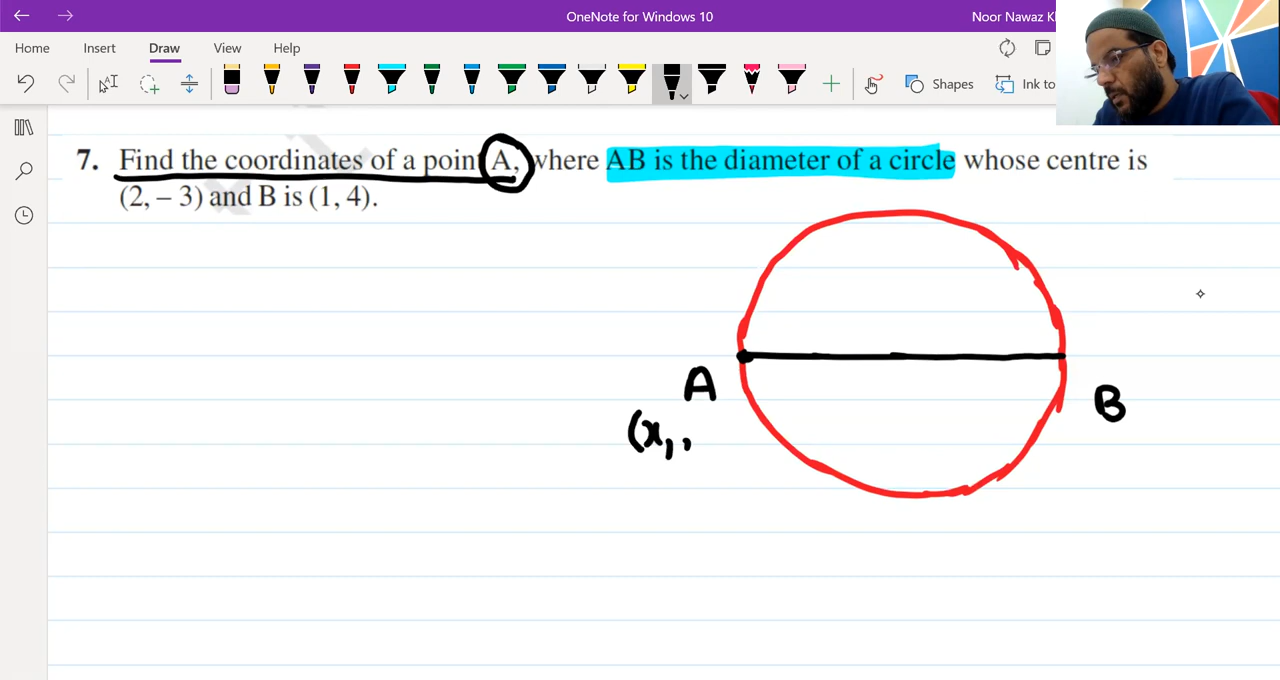 OneNote for Windows 10
Noor Nawaz
Home Insert Draw View Help
Shapes
Ink to
7. Find the coordinates of a point A, where AB is the diameter of a circle whose centre is
(2, – 3) and B is (1, 4).
A
B
(x, ,